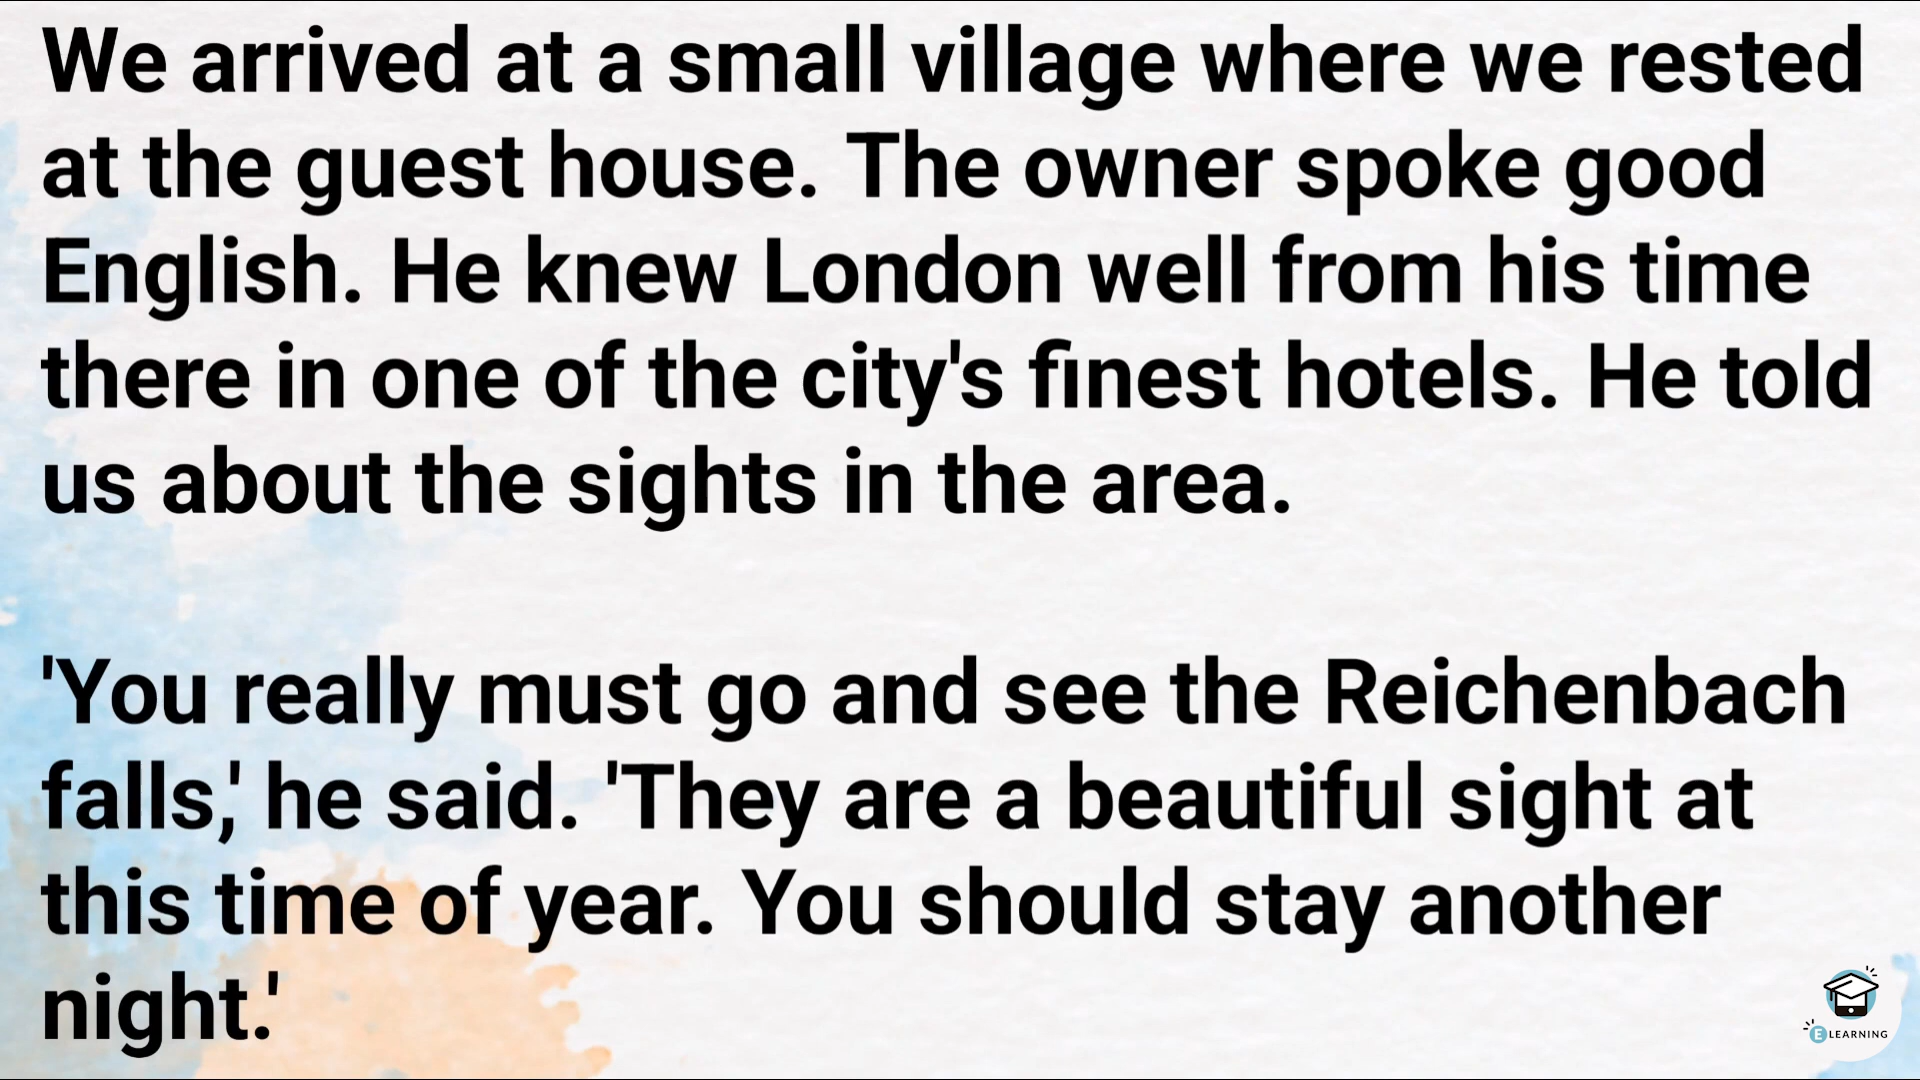 We arrived at a small village where we rested
at the guest house. The owner spoke good
English. He knew London well from his time
there in one of the city's finest hotels. He told
us about the sights in the area.
'You really must go and see the Reichenbach
falls,' he said. 'They are a beautiful sight at
this time of year. You should stay another
night.'
E LEARNING